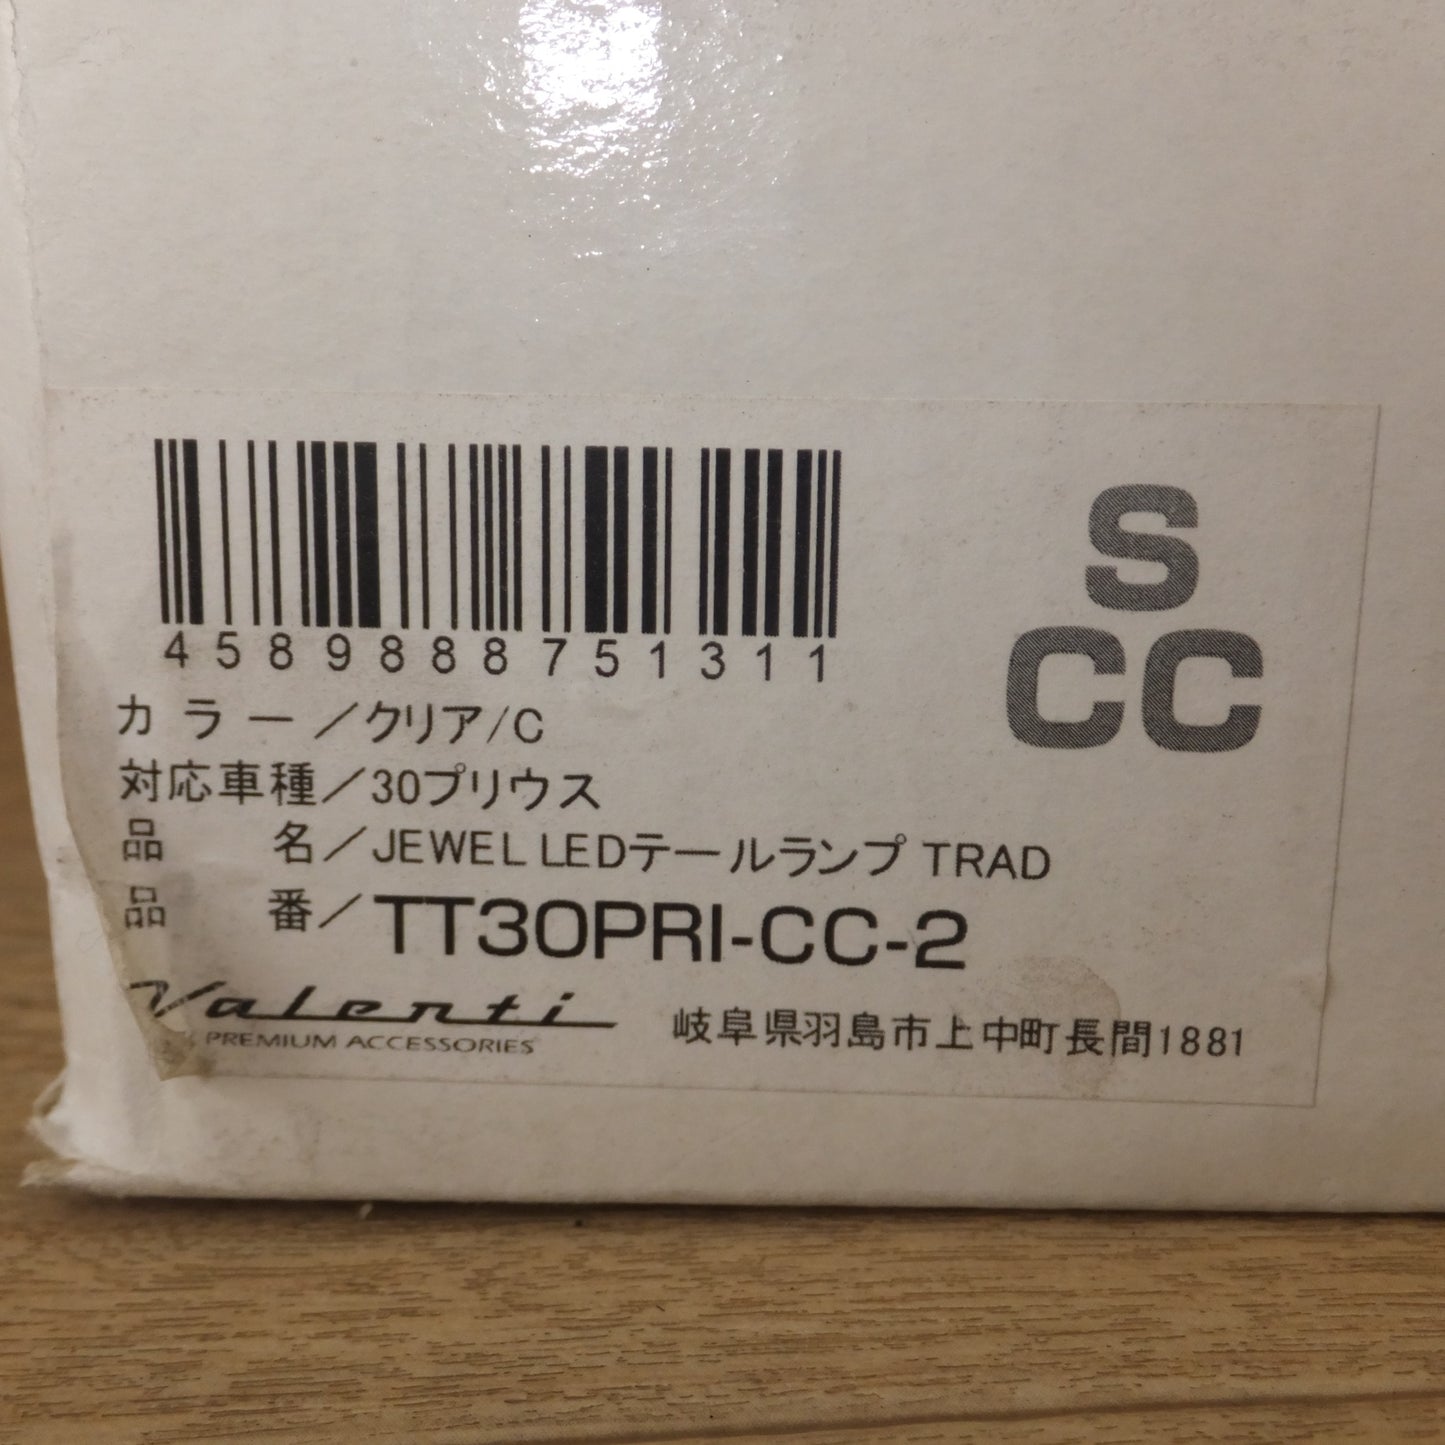 4589888751311
S
CC
カラー／クリア/C
対応車種／30プリウス
品　　名／JEWEL LEDテールランプ TRAD
品　　番／TT30PRI-CC-2
Valenti
PREMIUM ACCESSORIES
岐阜県羽島市上中町長間1881